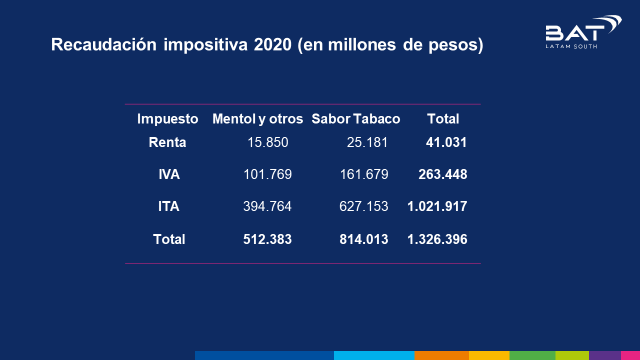 Recaudación impositiva 2020 (en millones de pesos)
BAT
LATAM SOUTH
Impuesto Mentol y otros Sabor Tabaco Total
Renta 15.850 25.181 41.031
IVA 101.769 161.679 263.448
ITA 394.764 627.153 1.021.917
Total 512.383 814.013 1.326.396